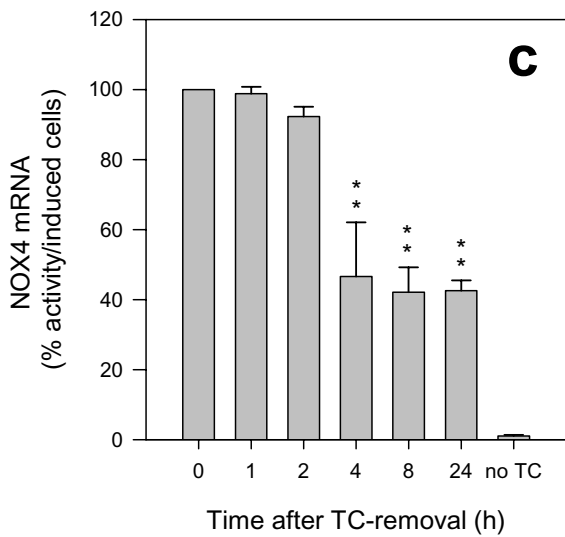 120
C
100
80
60
40
20
0
NOX4 mRNA
(% activity/induced cells)
* *
* *
* *
0 1 2 4 8 24 no TC
Time after TC-removal (h)